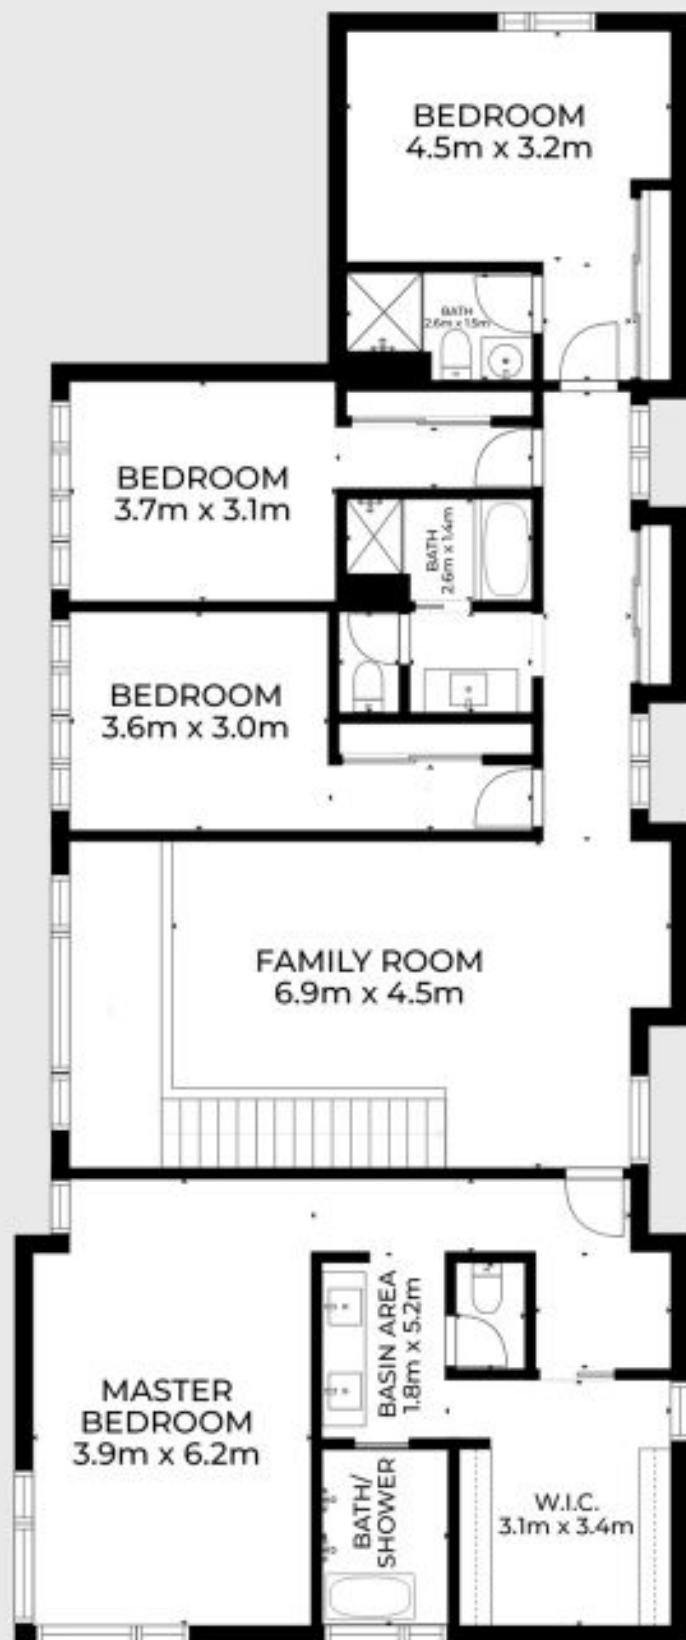 BEDROOM
4.5m x 3.2m
BATH
2.6m x 1.5m
BEDROOM
3.7m x 3.1m
BATH
2.6m x 1.4m
BEDROOM
3.6m x 3.0m
FAMILY ROOM
6.9m x 4.5m
BASIN AREA
1.8m x 5.2m
MASTER
BEDROOM
3.9m x 6.2m
BATH/
SHOWER
W.I.C.
3.1m x 3.4m